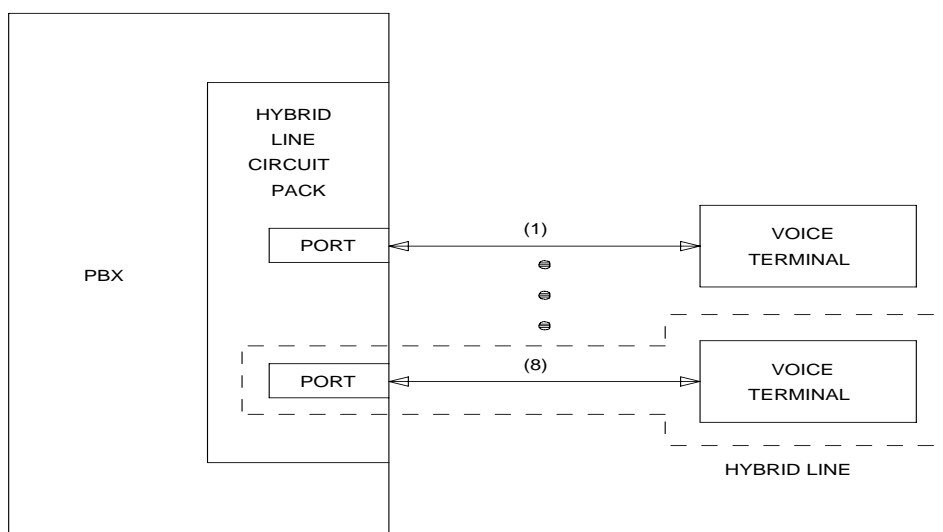 HYBRID
LINE
CIRCUIT
PACK
PORT
(1)
VOICE
TERMINAL
PBX
PORT
(8)
VOICE
TERMINAL
HYBRID LINE